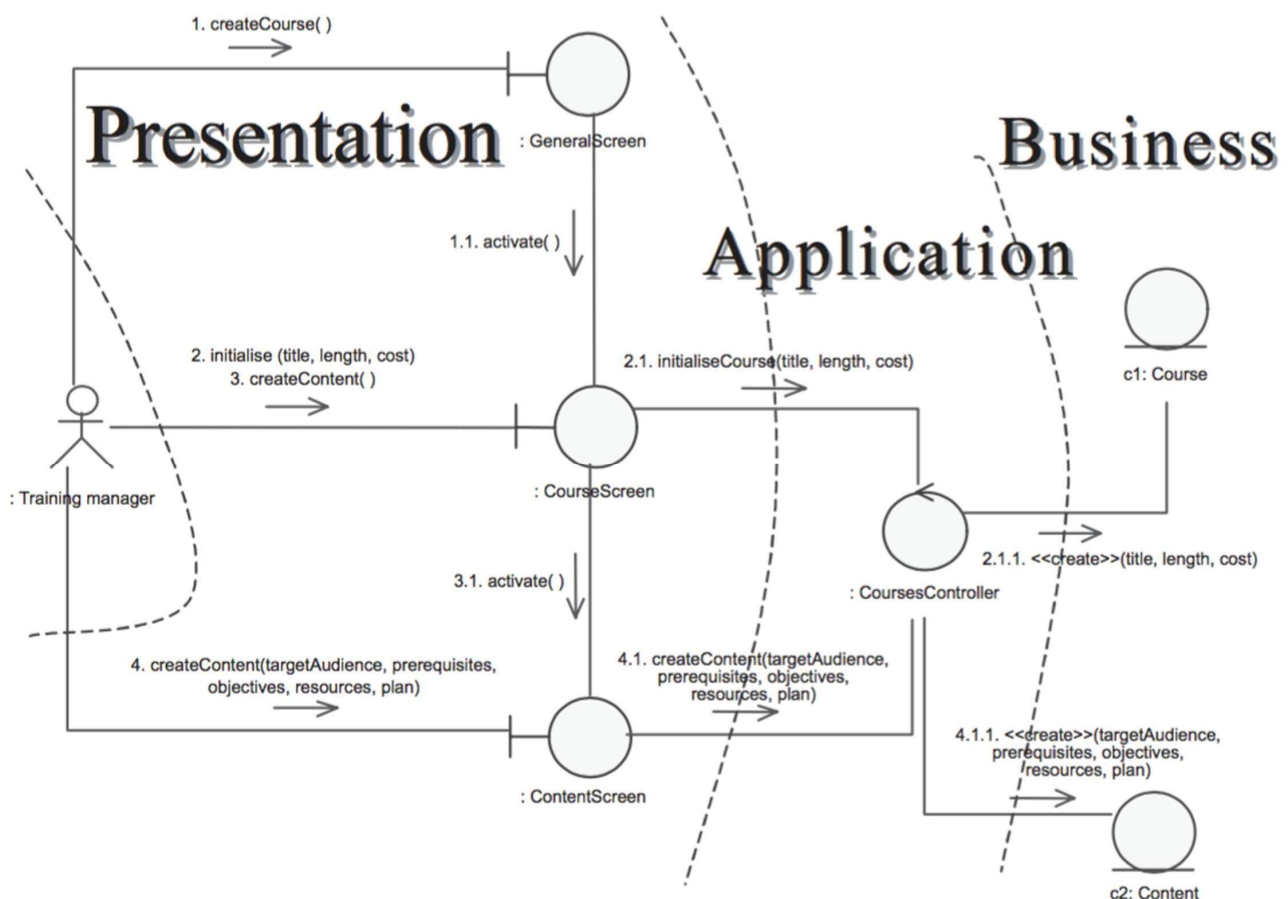 1. createCourse( )
Presentation
: GeneralScreen
Business
1.1. activate( )
Application
2. initialise (title, length, cost)
3. createContent( )
2.1. initialiseCourse(title, length, cost)
c1: Course
: Training manager
: CourseScreen
2.1.1. <<create>>(title, length, cost)
: CoursesController
3.1. activate( )
4. createContent(targetAudience, prerequisites,
objectives, resources, plan)
4.1. createContent(targetAudience,
prerequisites, objectives,
resources, plan)
4.1.1. <<create>>(targetAudience,
prerequisites, objectives,
resources, plan)
: ContentScreen
c2: Content